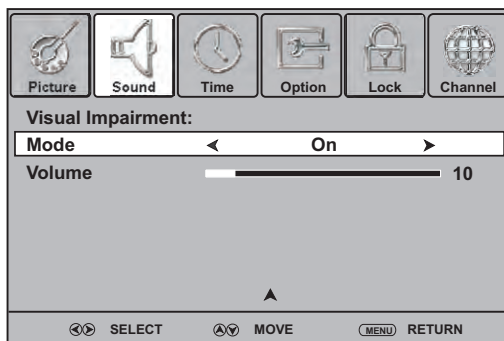 Picture Sound Time Option Lock Channel
Visual Impairment:
Mode On
Volume 10
SELECT MOVE MENU RETURN